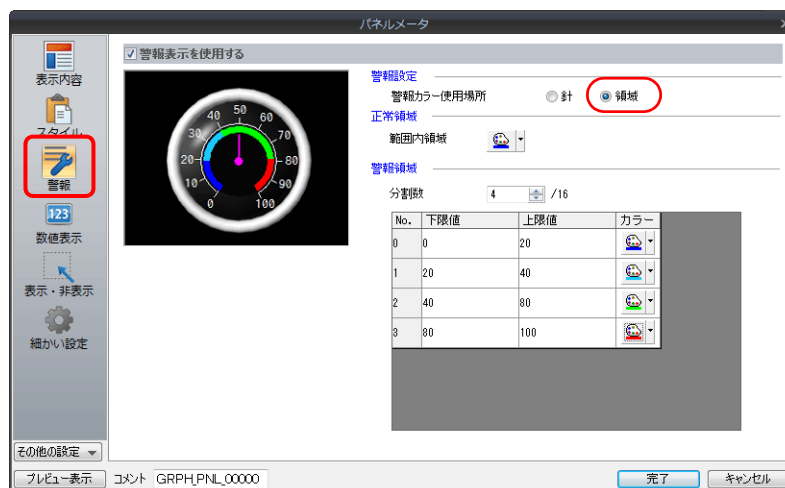 パネルメータ
表示内容
スタイル
警報
数値表示
表示・非表示
細かい設定
その他の設定
警報表示を使用する
0 10 20 30 40 50 60 70 80 90 100
警報設定
警報カラー使用場所 針 領域
正常領域
範囲内領域
警報領域
分割数 4 /16
No. 下限値 上限値 カラー
0 0 20
1 20 40
2 40 80
3 80 100
プレビュー表示 コメント GRPH_PNL_00000 完了 キャンセル